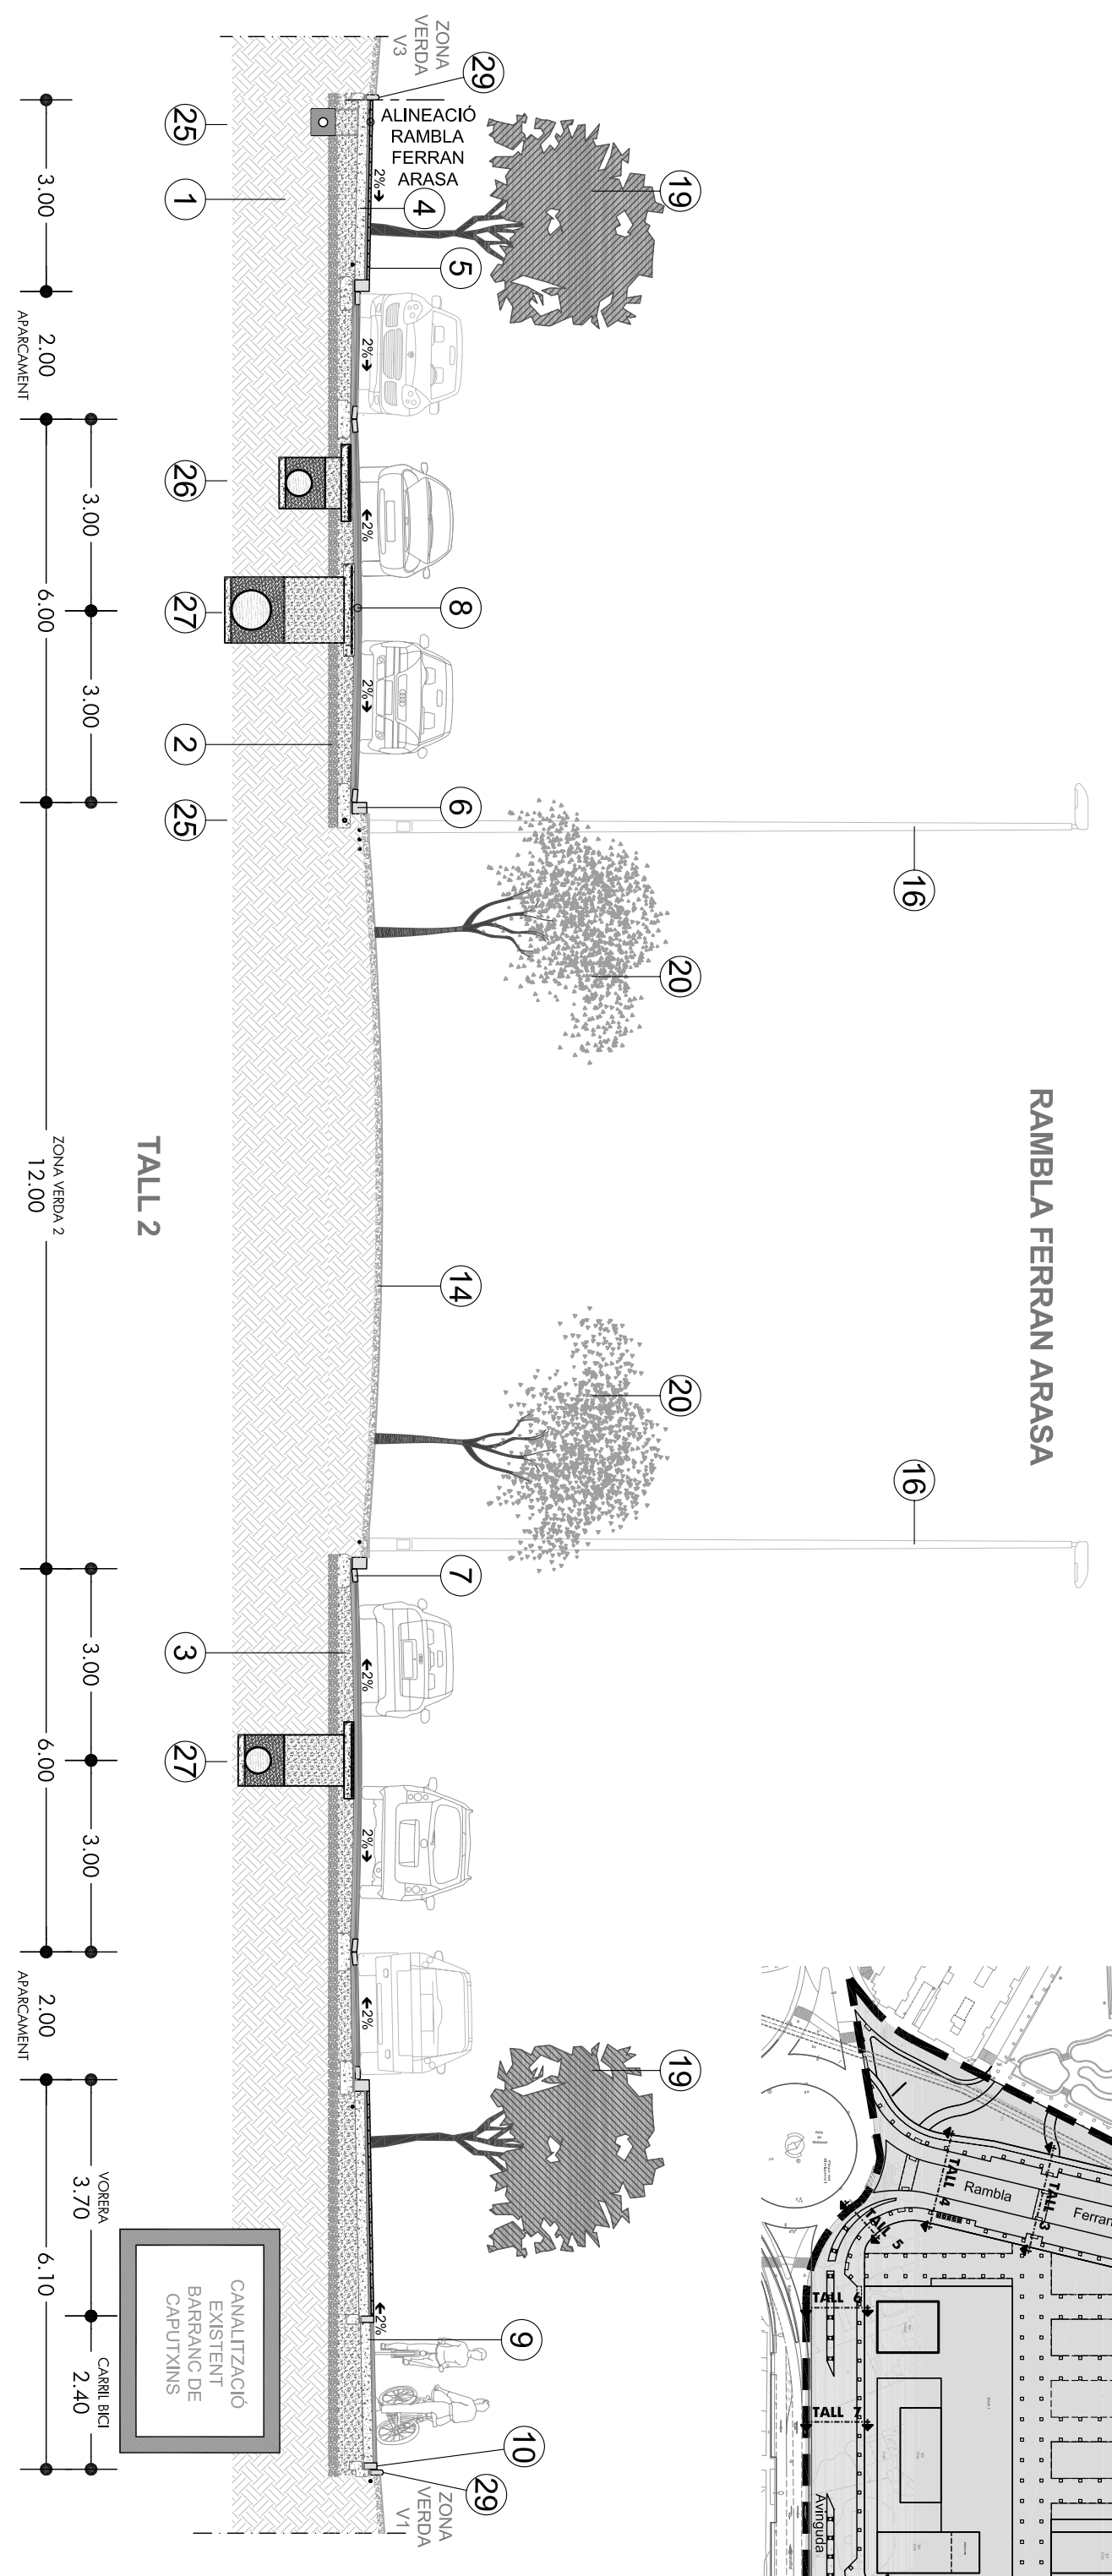 RAMBLA FERRAN ARASA
16
16
19
20
20
19
ZONA
VERDA
V3
29
ALINEACIÓ
RAMBLA
FERRAN
ARASA
4
5
8
6
14
7
9
10
29
ZONA
VERDA
V1
2%
2%
2%
2%
2%
2%
2%
2%
25
1
26
27
2
25
3
27
TALL 2
CANALITZACIÓ
EXISTENT
BARRANC DE
CAPUTXINS
3.00
3.00
3.00
3.00
VORERA
3.70
CARRIL BICI
2.40
3.00
2.00
APARCAMENT
6.00
ZONA VERDA 2
12.00
6.00
2.00
APARCAMENT
6.10
TALL 4
Rambla
TALL 3
Ferran
TALL 5
TALL 6
TALL 7
Avinguda